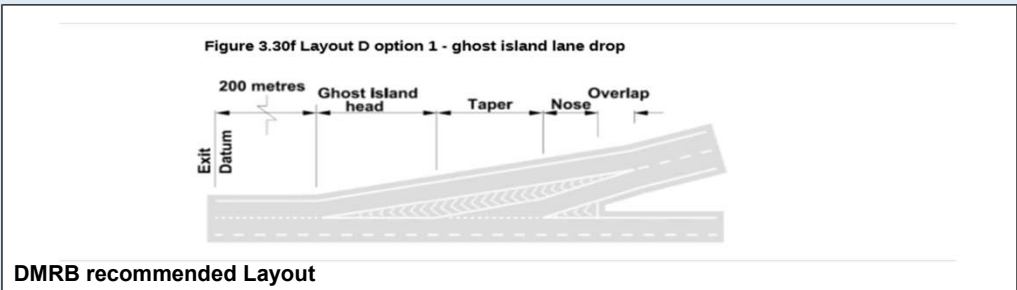 Figure 3.30f Layout D option 1 - ghost island lane drop
200 metres
Ghost Island
head
Taper
Nose
Overlap
Exit
Datum
DMRB recommended Layout